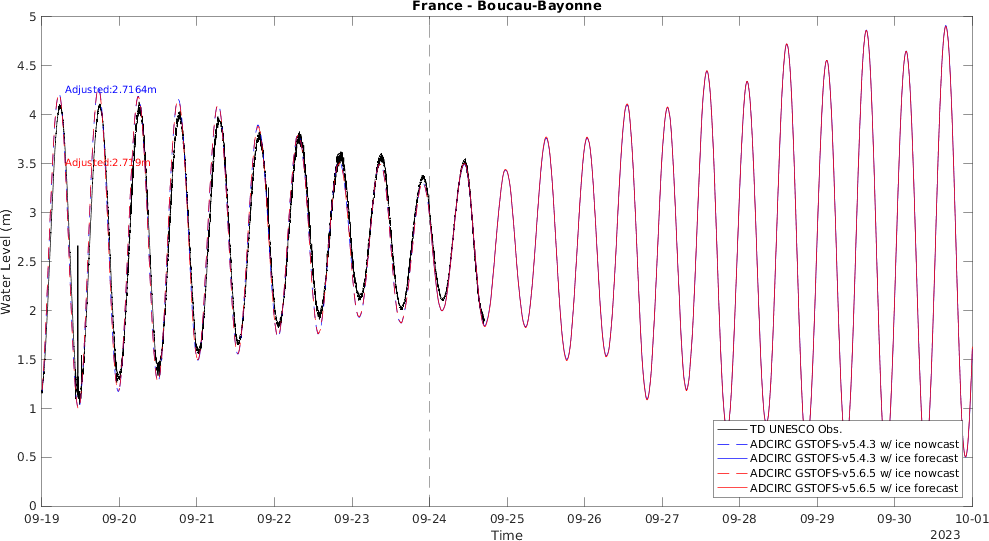 France - Boucau-Bayonne
5
4.5
4
3.5
3
2.5
2
1.5
1
0.5
0
Water Level (m)
Adjusted:2.7164m
Adjusted:2.719m
TD UNESCO Obs.
ADCIRC GSTOFS-v5.4.3 w/ ice nowcast
ADCIRC GSTOFS-v5.4.3 w/ ice forecast
ADCIRC GSTOFS-v5.6.5 w/ ice nowcast
ADCIRC GSTOFS-v5.6.5 w/ ice forecast
09-19 09-20 09-21 09-22 09-23 09-24 09-25 09-26 09-27 09-28 09-29 09-30 10-01
Time
2023